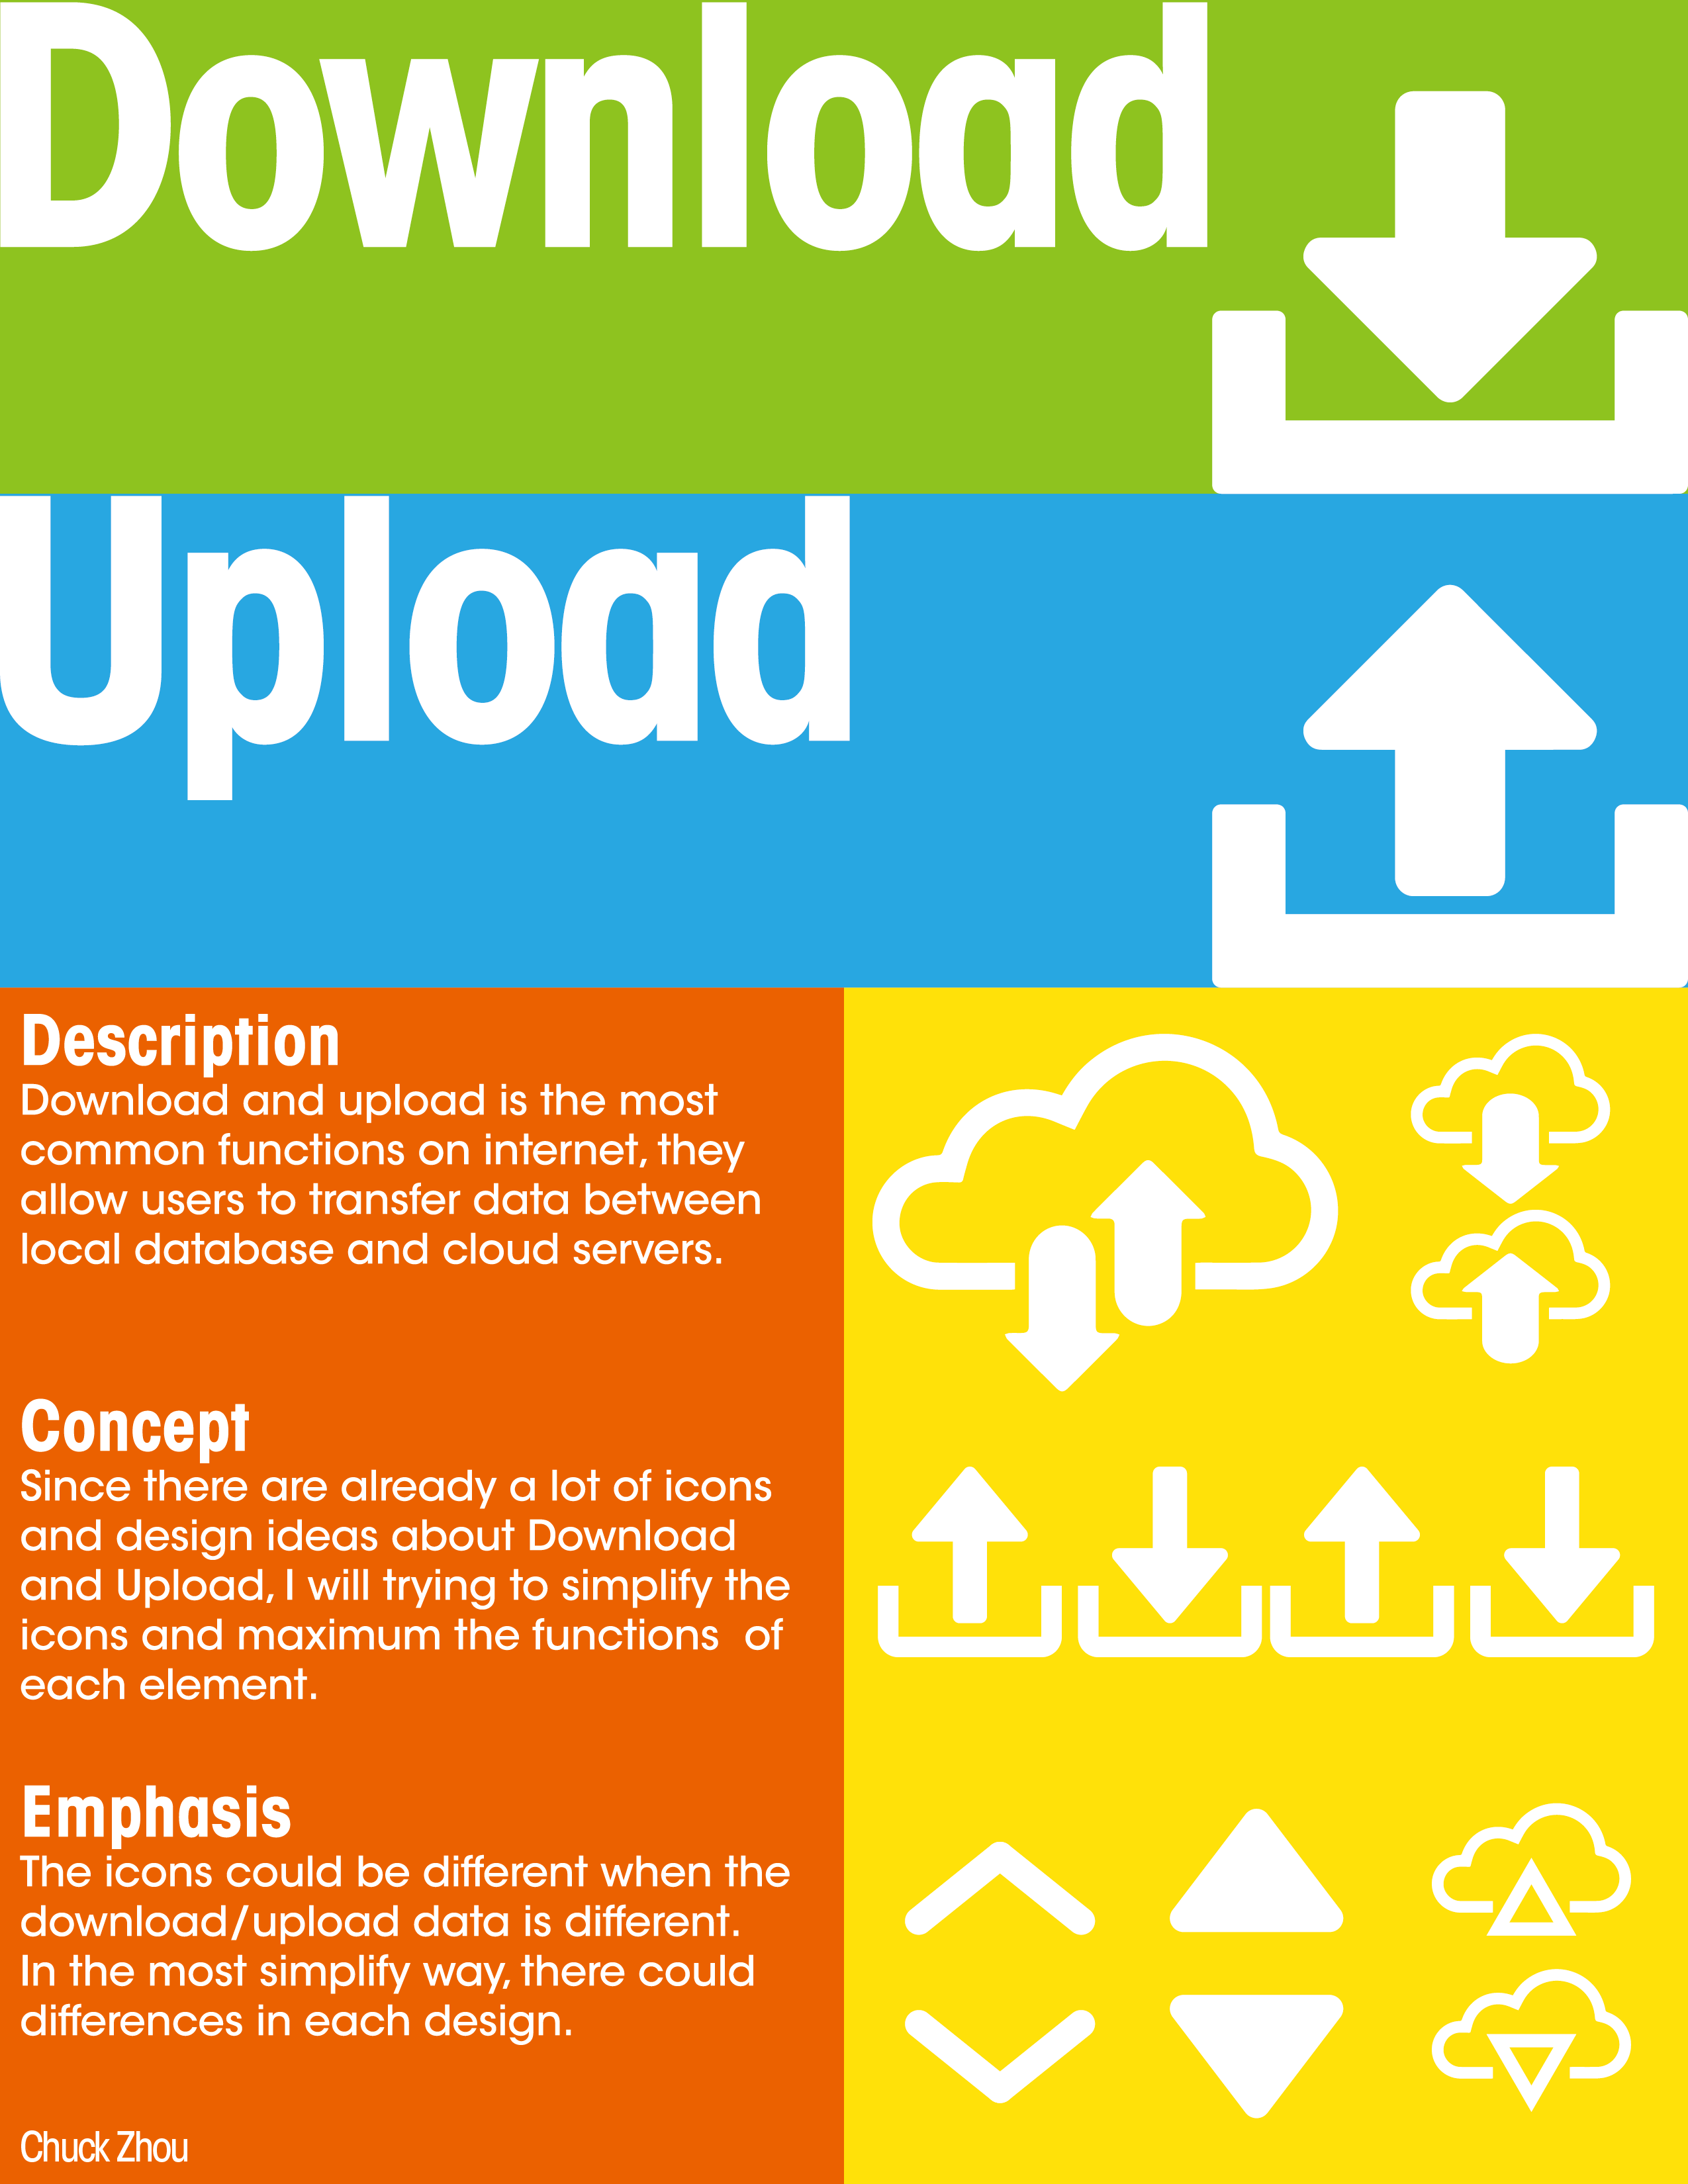 Download
Upload
Description
Download and upload is the most
common functions on internet, they
allow users to transfer data between
local database and cloud servers.
Concept
Since there are already a lot of icons
and design ideas about Download
and Upload, I will trying to simplify the
icons and maximum the functions  of
each element.
Emphasis
The icons could be different when the
download/upload data is different.
In the most simplify way, there could
differences in each design.
Chuck Zhou